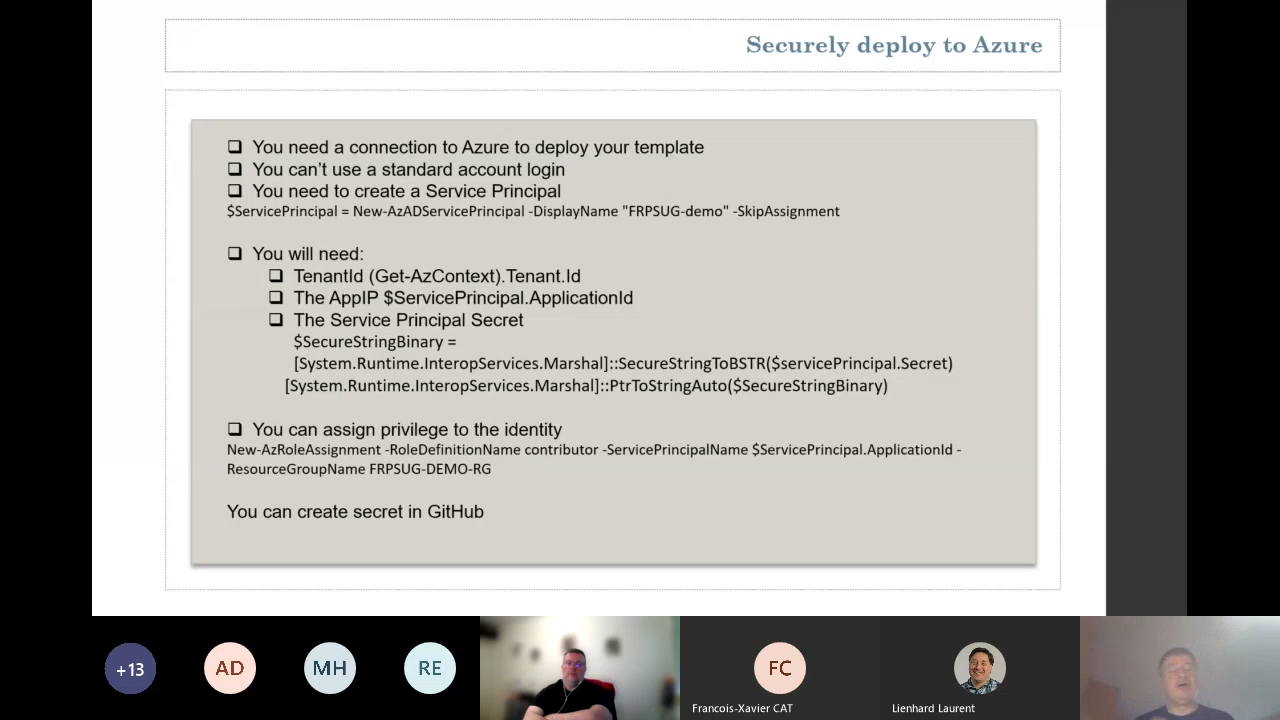 Securely deploy to Azure
You need a connection to Azure to deploy your template
You can't use a standard account login
You need to create a Service Principal
$ServicePrincipal = New-AzADServicePrincipal -DisplayName "FRPSUG-demo" -SkipAssignment
You will need:
TenantId (Get-AzContext).Tenant.Id
The AppIP $ServicePrincipal.ApplicationId
The Service Principal Secret
$SecureStringBinary =
[System.Runtime.InteropServices.Marshal]::SecureStringToBSTR($servicePrincipal.Secret)
[System.Runtime.InteropServices.Marshal]::PtrToStringAuto($SecureStringBinary)
You can assign privilege to the identity
New-AzRoleAssignment -RoleDefinitionName contributor -ServicePrincipalName $ServicePrincipal.ApplicationId -
ResourceGroupName FRPSUG-DEMO-RG
You can create secret in GitHub
+13
AD
MH
RE
FC
Francois-Xavier CAT
Lienhard Laurent